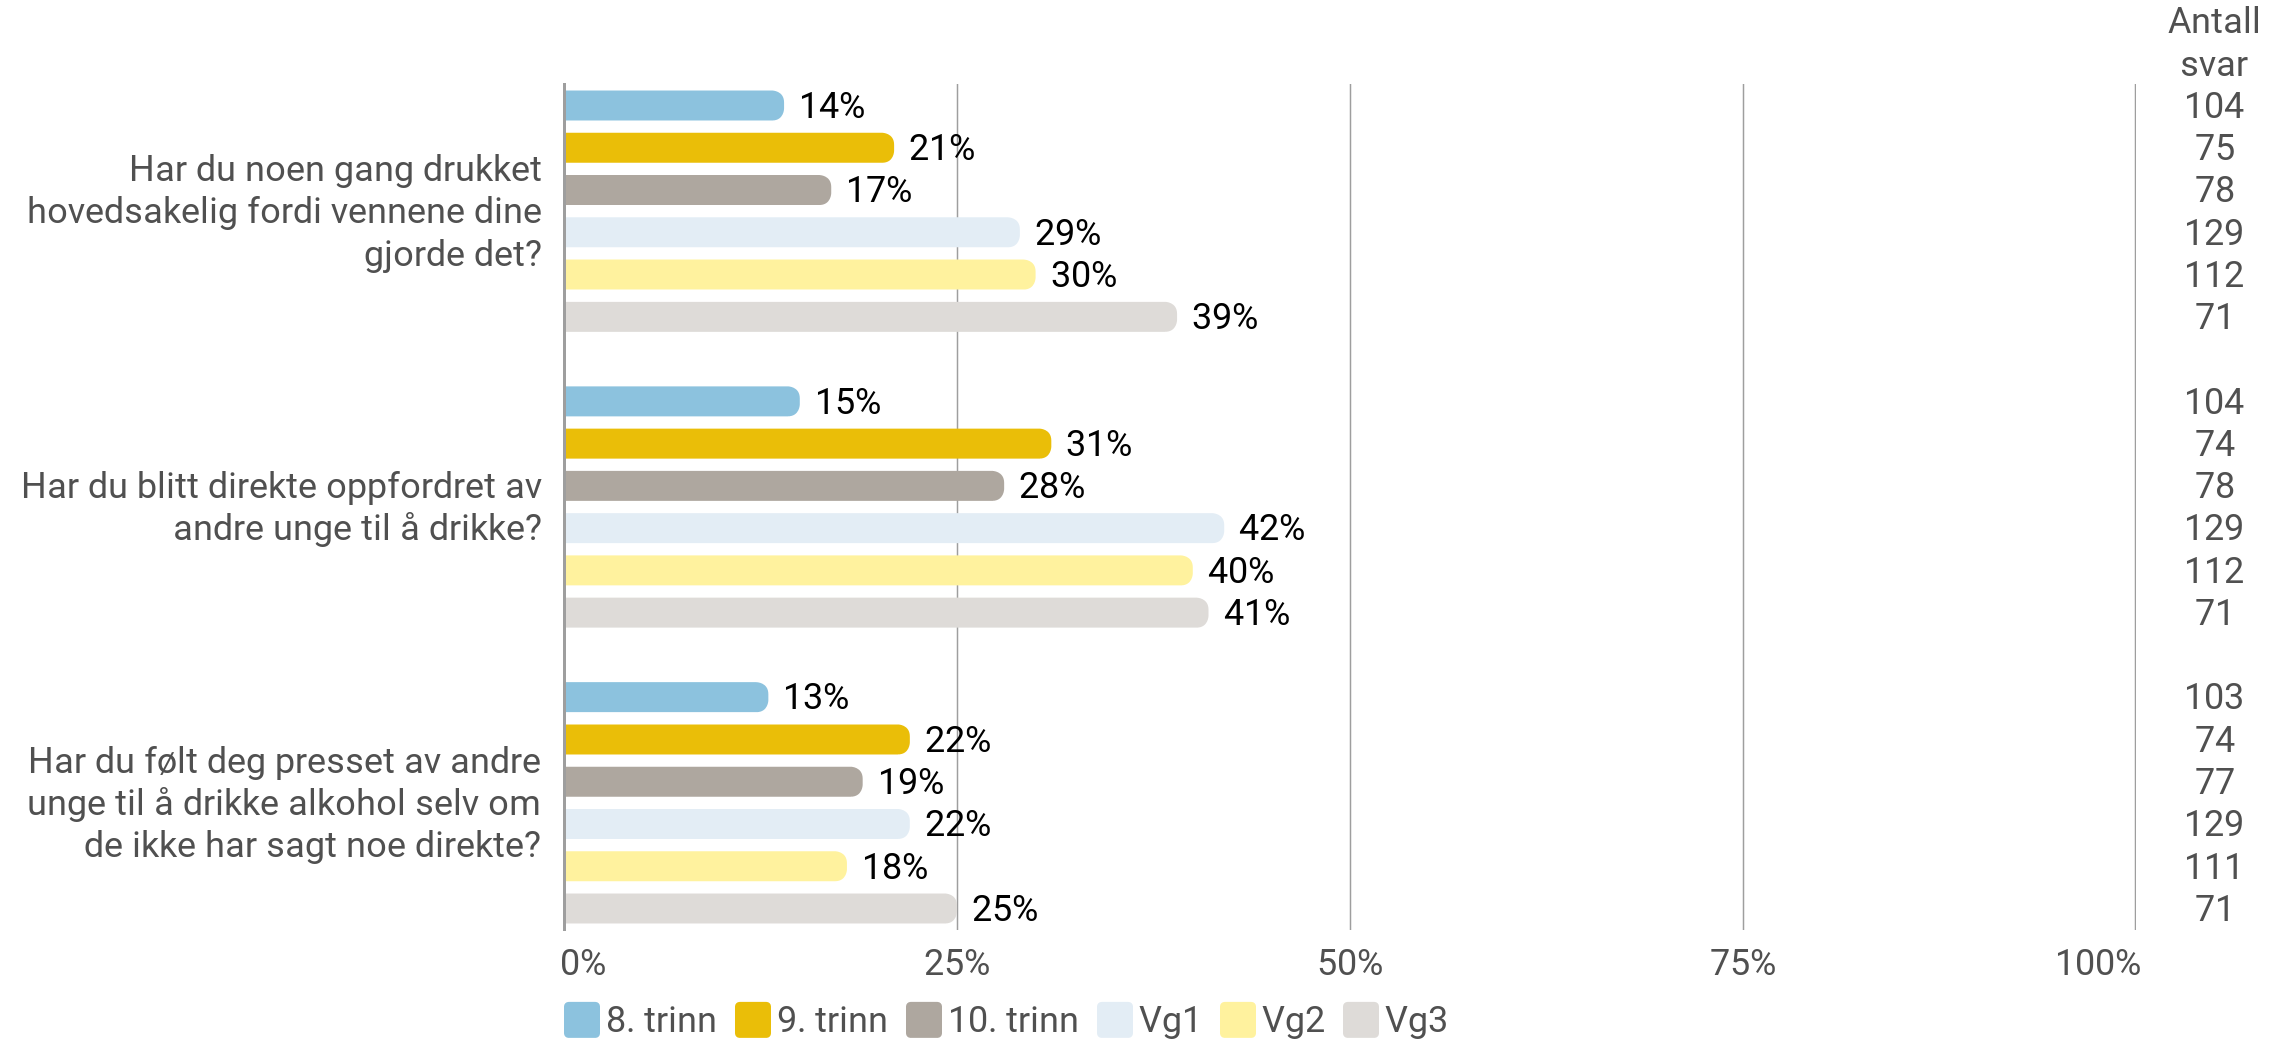 Antall
svar
Har du noen gang drukket
hovedsakelig fordi vennene dine
gjorde det?
14% 104
21% 75
17% 78
29% 129
30% 112
39% 71
Har du blitt direkte oppfordret av
andre unge til å drikke?
15% 104
31% 74
28% 78
42% 129
40% 112
41% 71
Har du følt deg presset av andre
unge til å drikke alkohol selv om
de ikke har sagt noe direkte?
13% 103
22% 74
19% 77
22% 129
18% 111
25% 71
0% 25% 50% 75% 100%
8. trinn 9. trinn 10. trinn Vg1 Vg2 Vg3